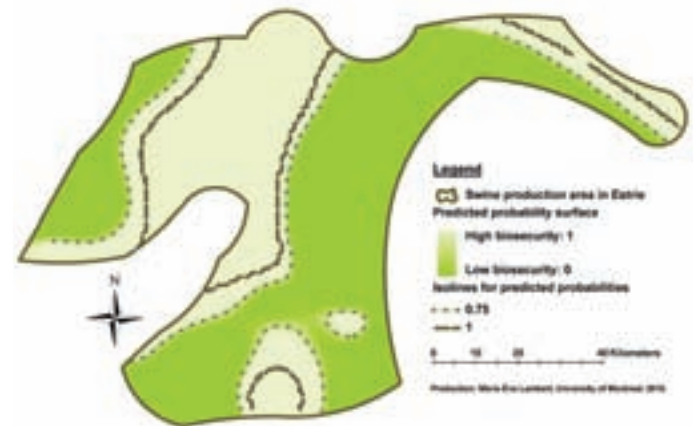 N
Legend
Swine production area in Estrie
Predicted probability surface
High biosecurity: 1
Low biosecurity: 0
Isolines for predicted probabilities
0.75
1
0 10 20 40 Kilometers
Production: Marie-Eve Lambert, University of Montreal 2010